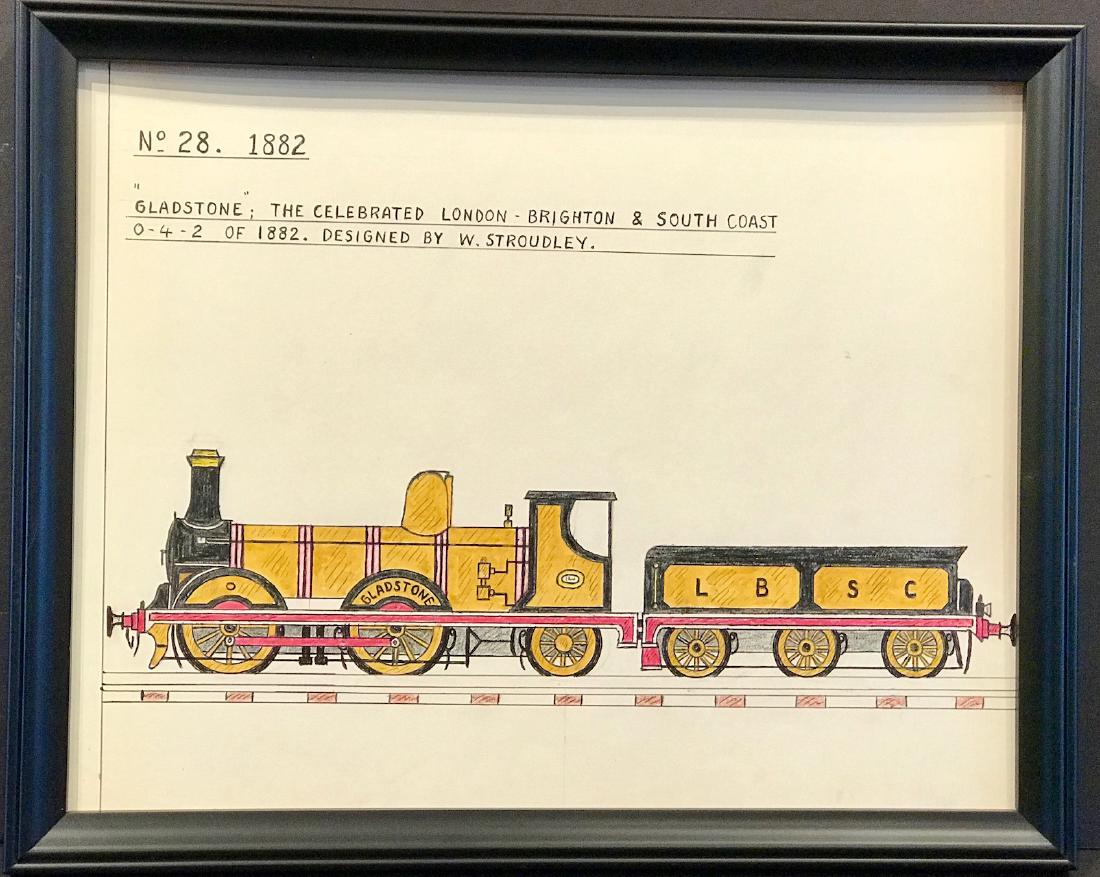 Nº 28. 1882
"GLADSTONE"; THE CELEBRATED LONDON - BRIGHTON & SOUTH COAST
0-4-2 OF 1882. DESIGNED BY W. STROUDLEY.
GLADSTONE
L B S C